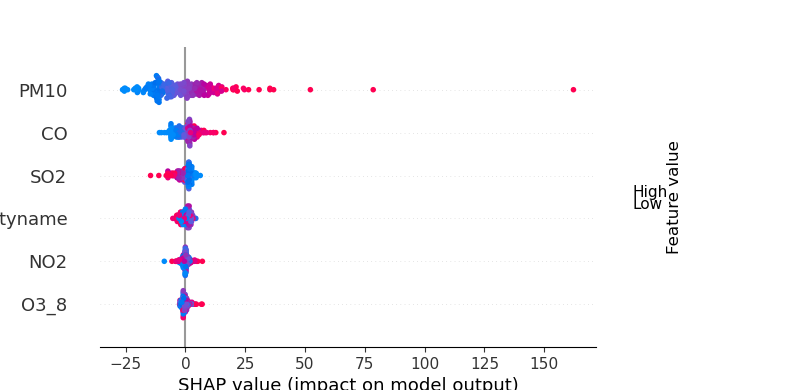 PM10
CO
SO2
tyname
NO2
O3_8
−25 0 25 50 75 100 125 150
SHAP value (impact on model output)
High
Low
Feature value